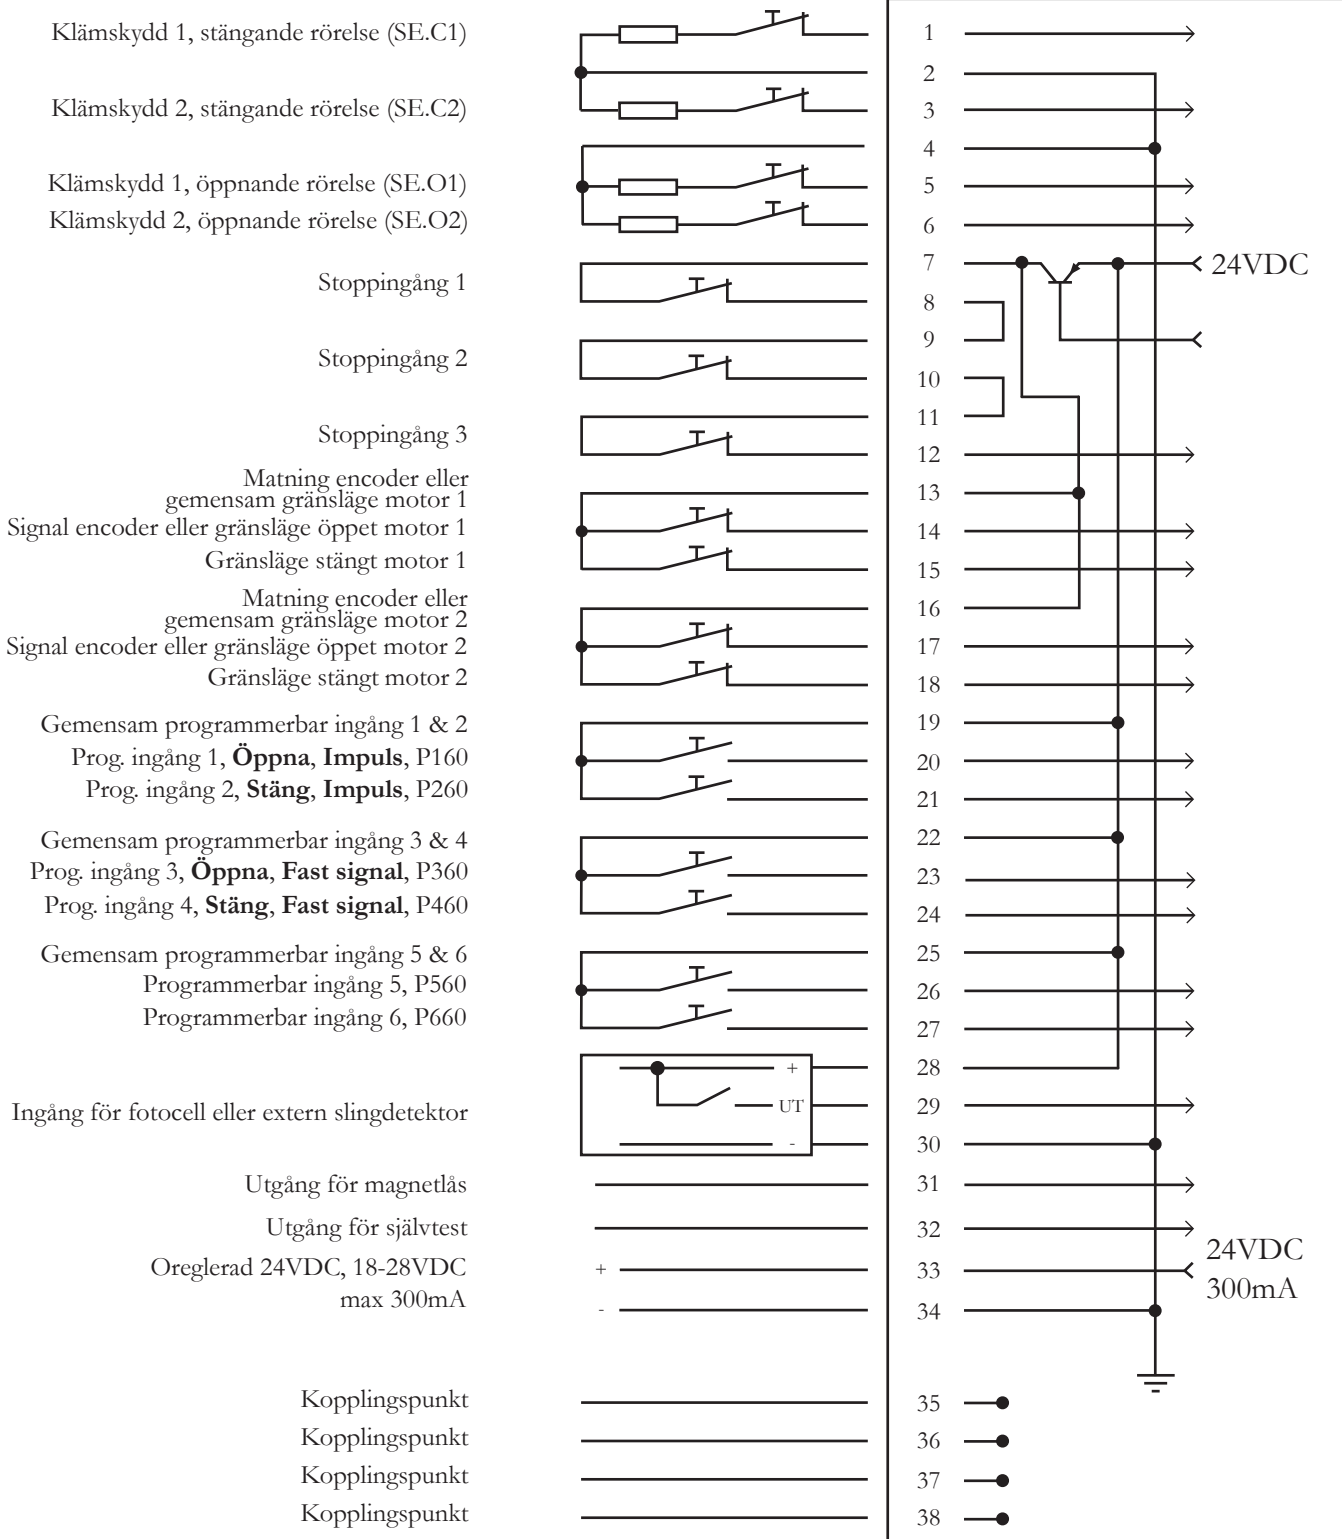 Klämskydd 1, stängande rörelse (SE.C1)
1
2
Klämskydd 2, stängande rörelse (SE.C2)
3
4
Klämskydd 1, öppnande rörelse (SE.O1)
5
Klämskydd 2, öppnande rörelse (SE.O2)
6
7
24VDC
Stoppingång 1
8
9
Stoppingång 2
10
11
Stoppingång 3
12
Matning encoder eller
gemensam gränsläge motor 1
13
Signal encoder eller gränsläge öppet motor 1
14
Gränsläge stängt motor 1
15
Matning encoder eller
gemensam gränsläge motor 2
16
Signal encoder eller gränsläge öppet motor 2
17
Gränsläge stängt motor 2
18
Gemensam programmerbar ingång 1 & 2
19
Prog. ingång 1, Öppna, Impuls, P160
20
Prog. ingång 2, Stäng, Impuls, P260
21
Gemensam programmerbar ingång 3 & 4
22
Prog. ingång 3, Öppna, Fast signal, P360
23
Prog. ingång 4, Stäng, Fast signal, P460
24
Gemensam programmerbar ingång 5 & 6
25
Programmerbar ingång 5, P560
26
Programmerbar ingång 6, P660
27
+
28
Ingång för fotocell eller extern slingdetektor
UT
29
-
30
Utgång för magnetlås
31
Utgång för självtest
32
Oreglerad 24VDC, 18-28VDC
+
33
24VDC
300mA
max 300mA
-
34
Kopplingspunkt
35
Kopplingspunkt
36
Kopplingspunkt
37
Kopplingspunkt
38